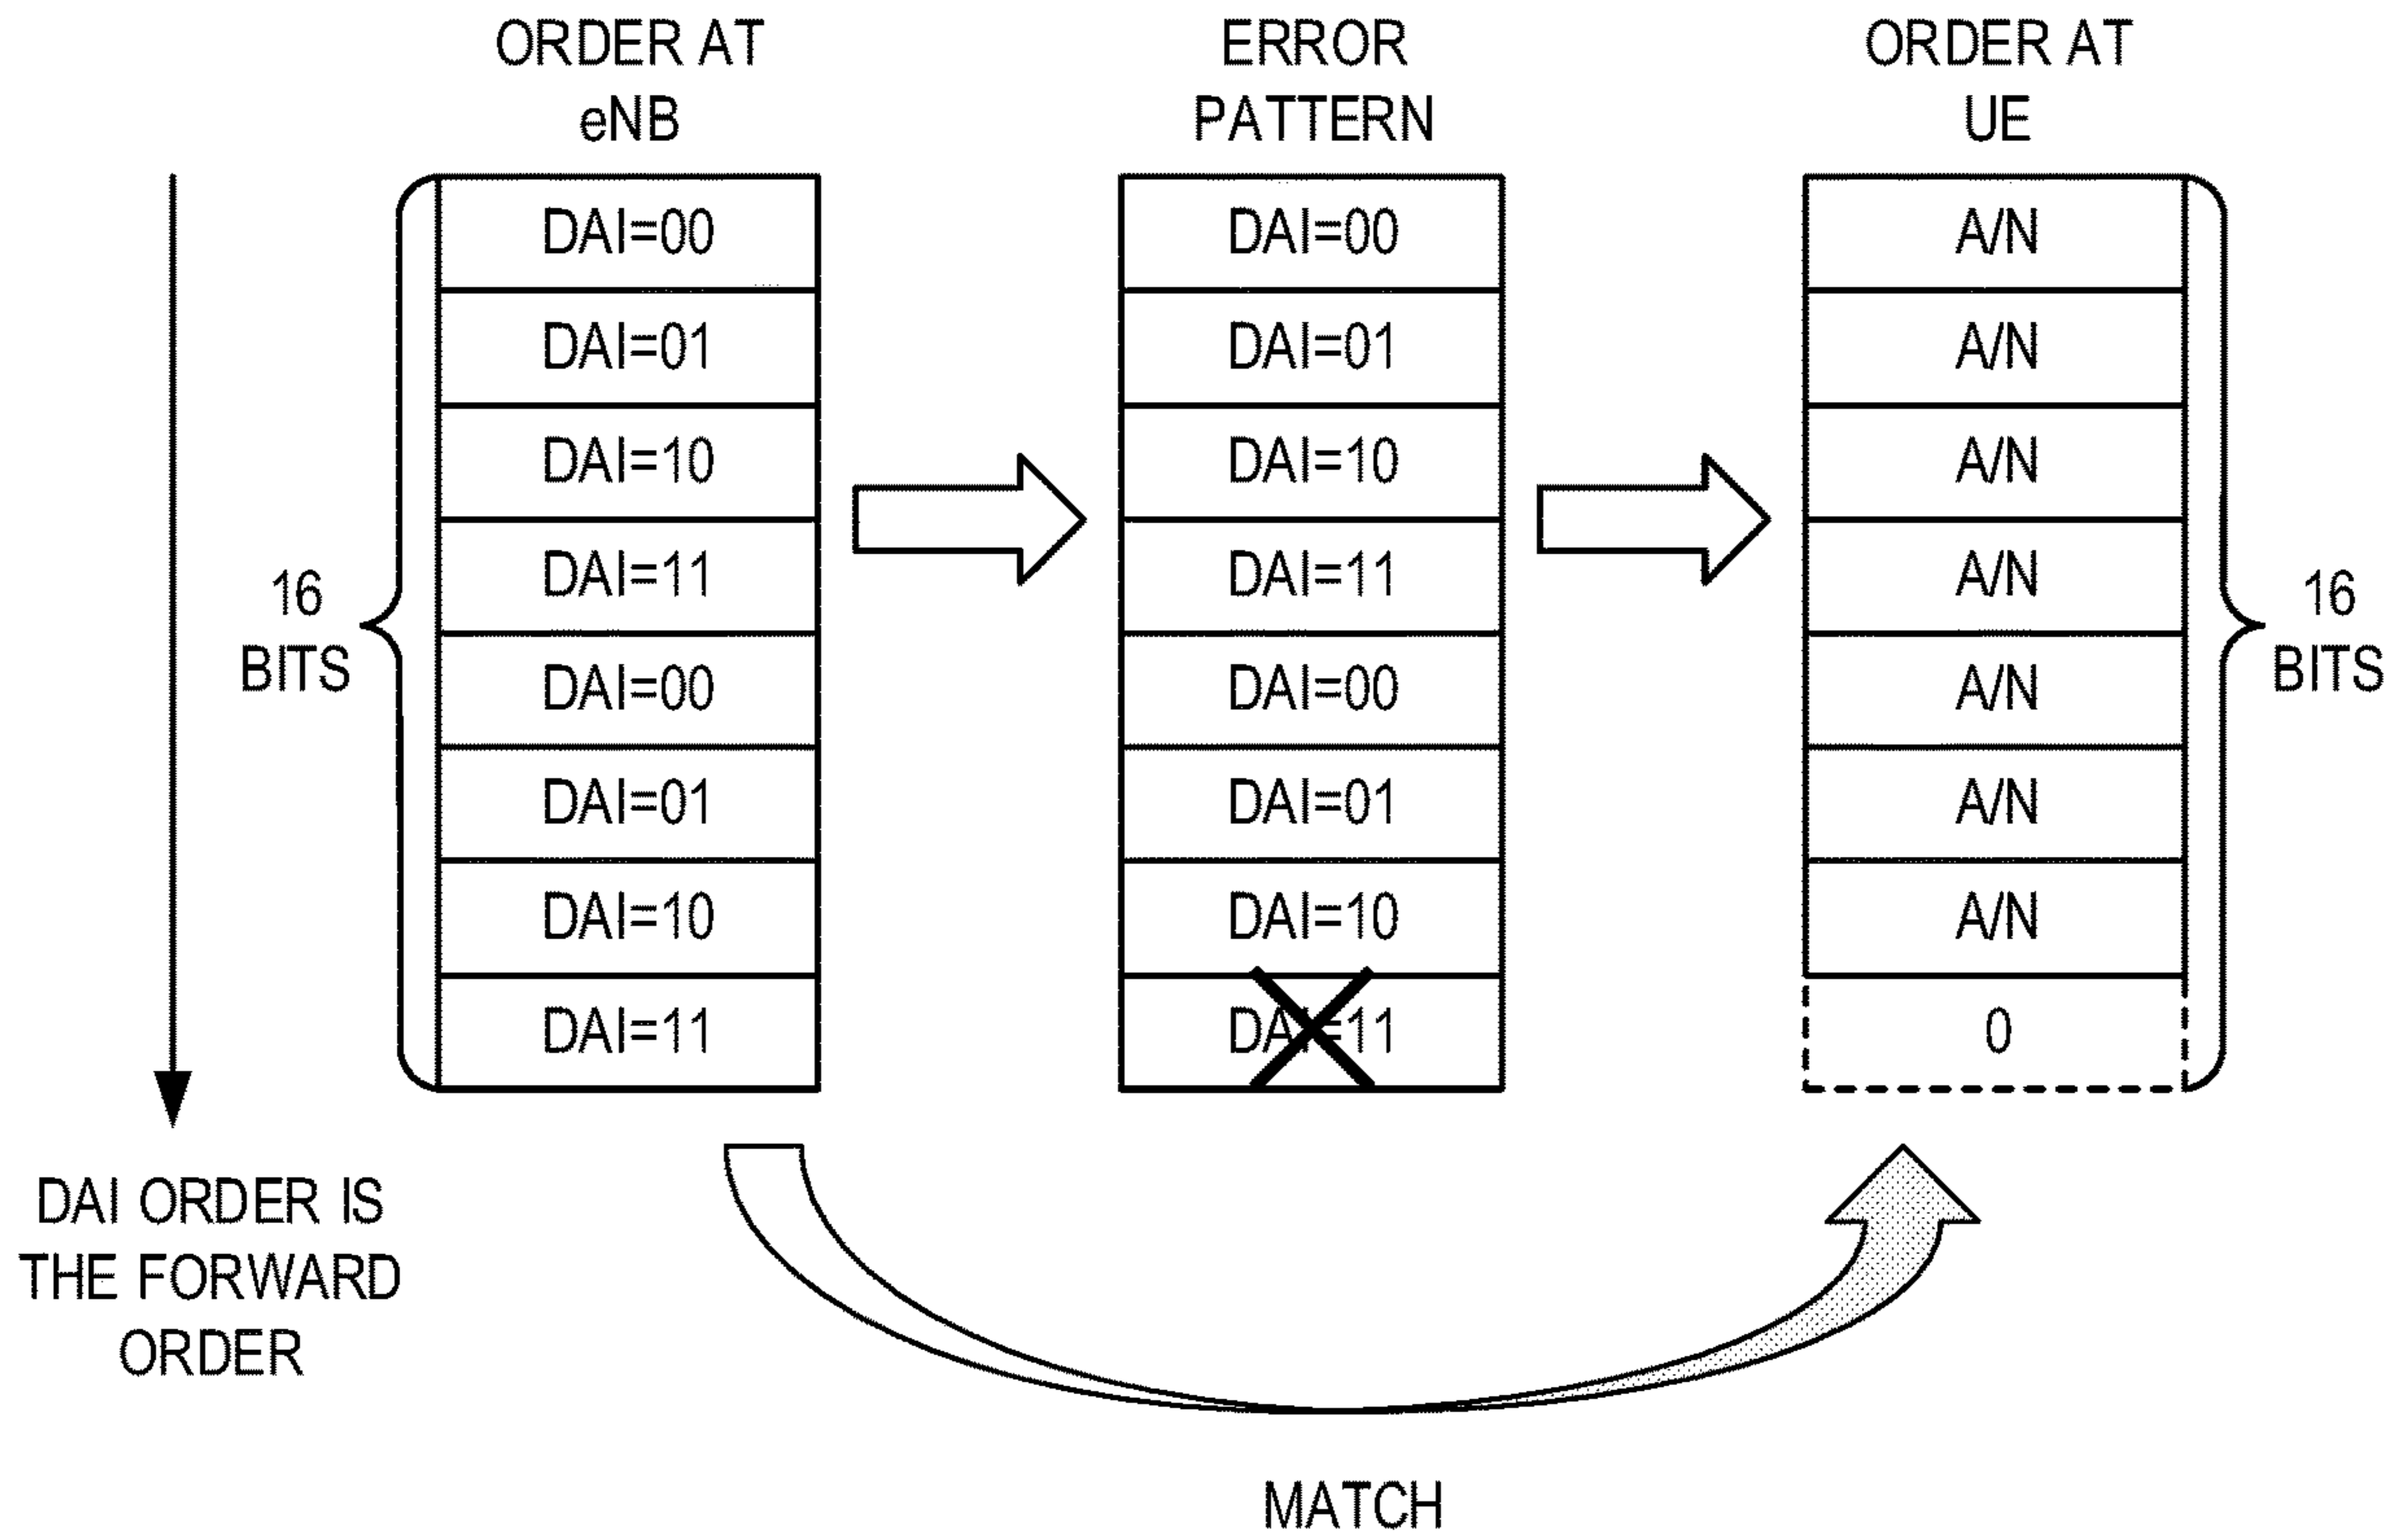 ORDER AT
eNB
ERROR
PATTERN
ORDER AT
UE
DAI=00
DAI=01
DAI=10
DAI=11
DAI=00
DAI=01
DAI=10
DAI=11
16
BITS
DAI=00
DAI=01
DAI=10
DAI=11
DAI=00
DAI=01
DAI=10
DAI=11
A/N
A/N
A/N
A/N
A/N
A/N
A/N
0
16
BITS
DAI ORDER IS
THE FORWARD
ORDER
MATCH